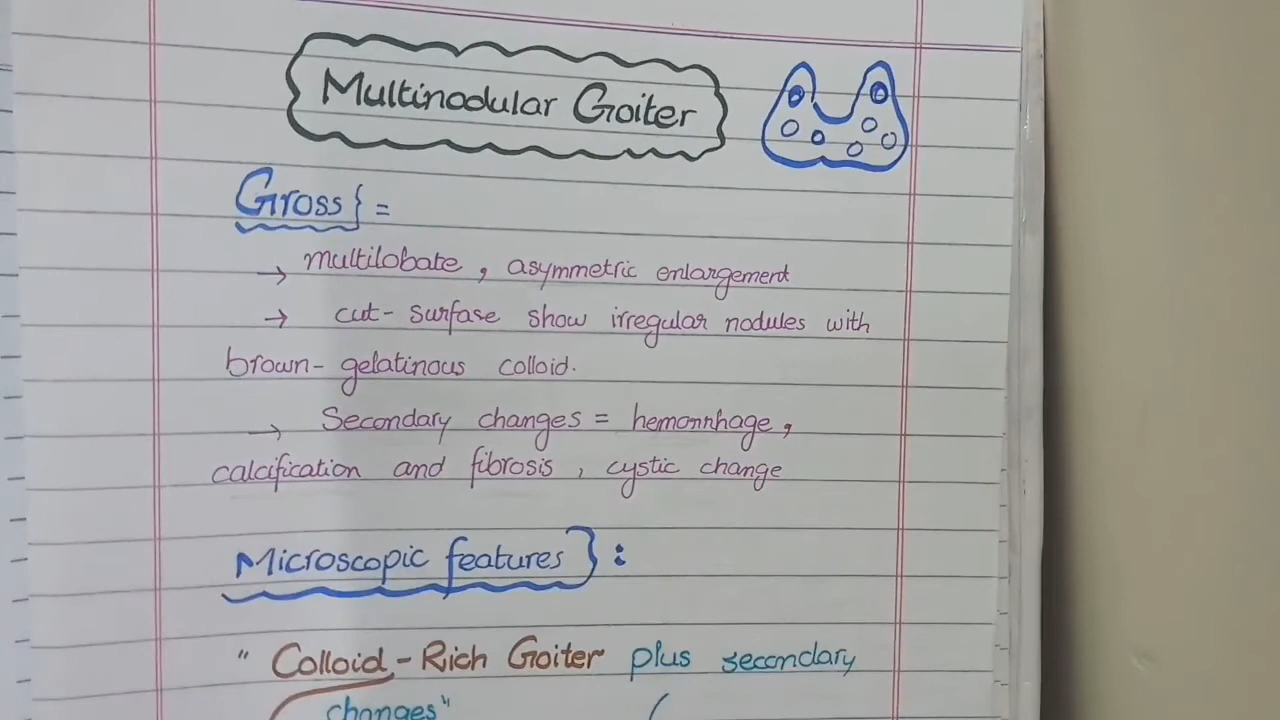 Multinodular Goiter
Gross } =
→ multilobate, asymmetric enlargement
→ cut-surfase show irregular nodules with
brown-gelatinous colloid.
→ Secondary changes = hemorrhage,
calcification and fibrosis, cystic change
Microscopic features } :
" Colloid-Rich Goiter plus secondary
changes"